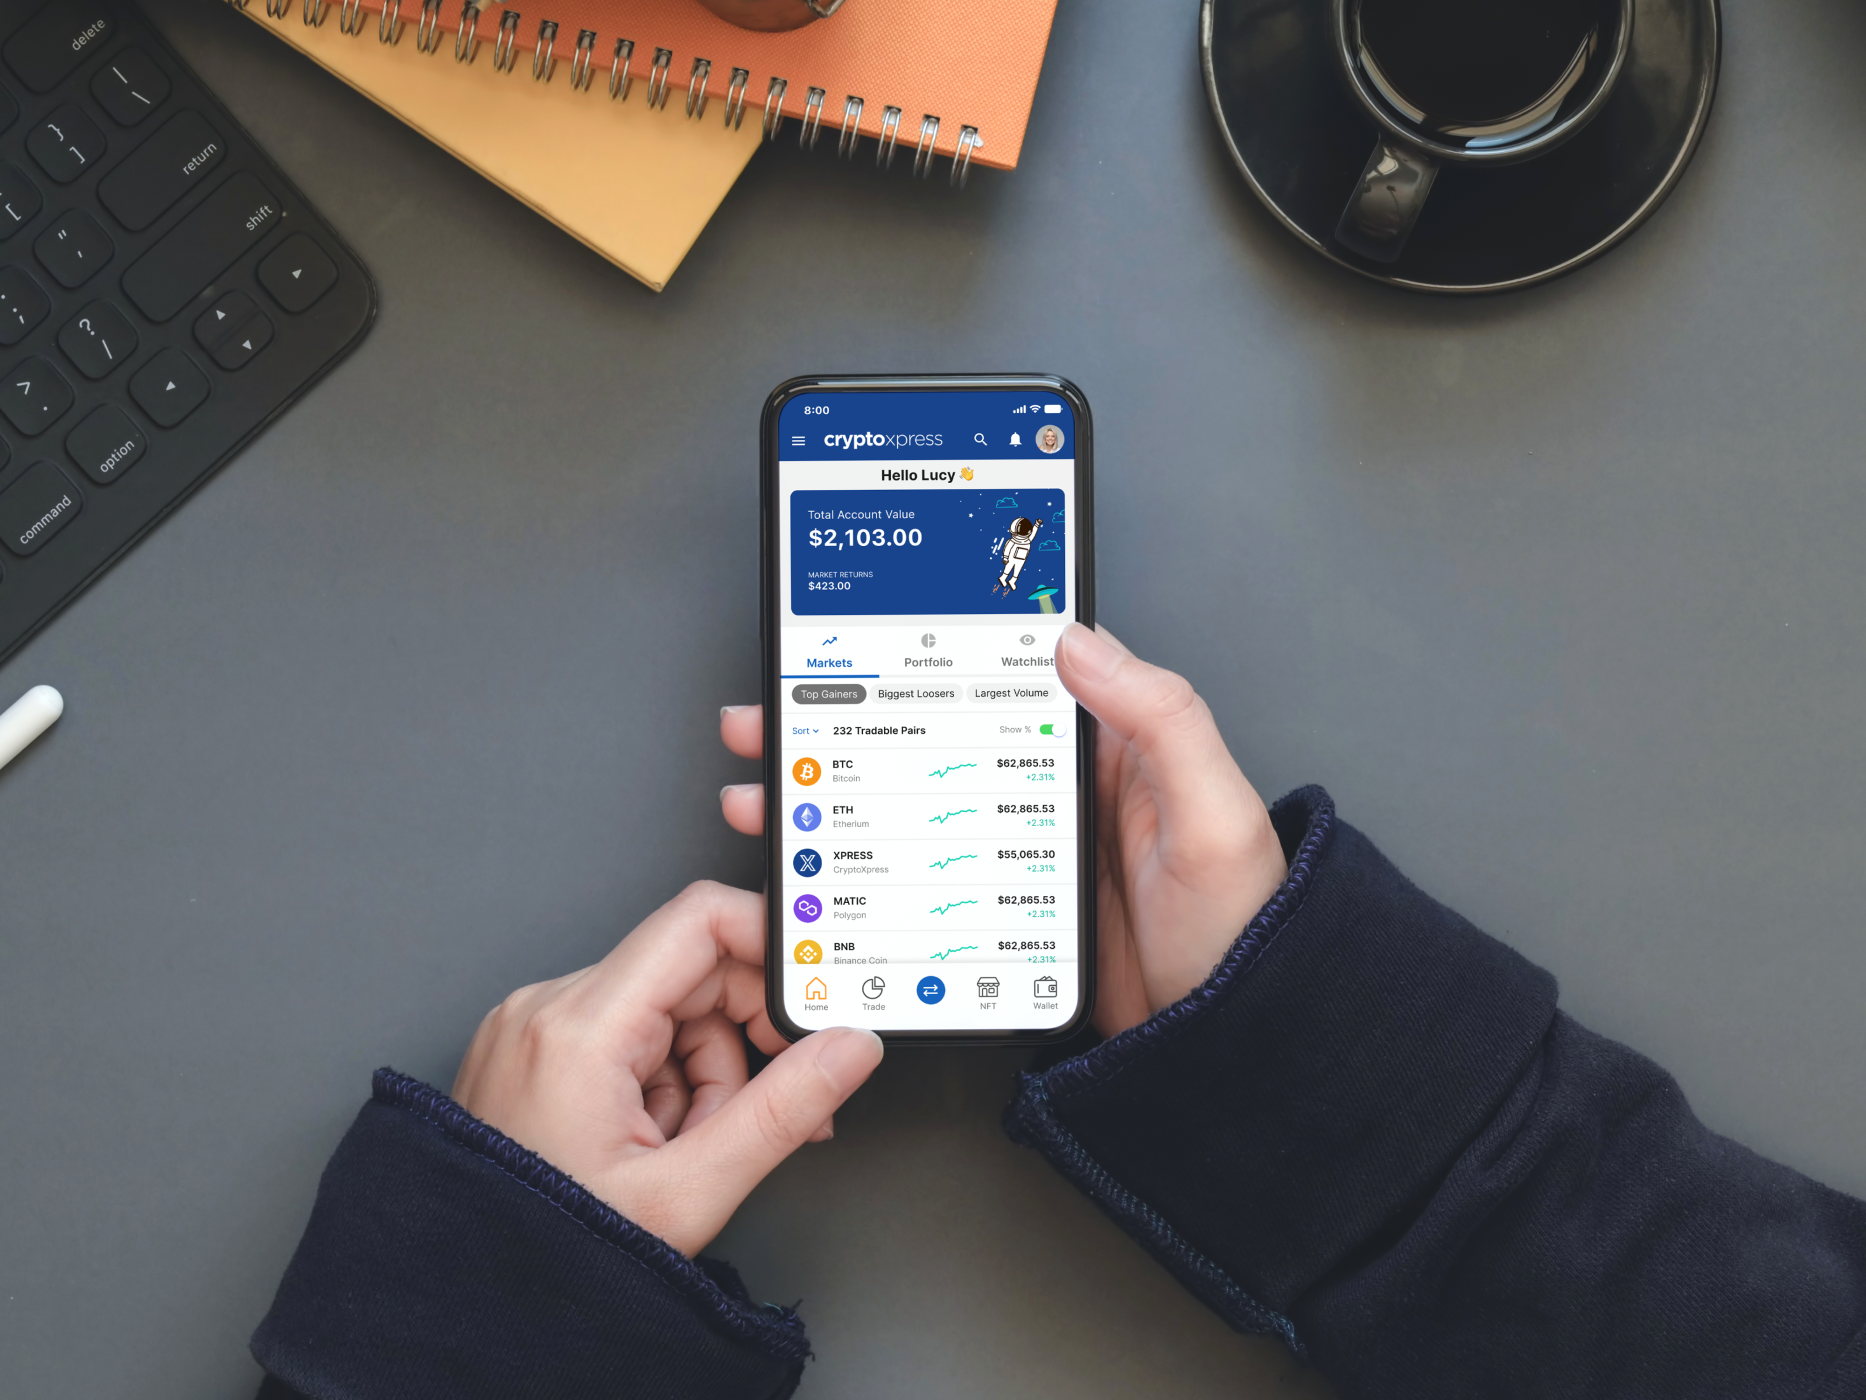 delete
return
shift
option
command
8:00
cryptoxpress
Hello Lucy 👋
Total Account Value
$2,103.00
MARKET RETURNS
$423.00
Markets Portfolio Watchlist
Top Gainers Biggest Loosers Largest Volume
Sort 232 Tradable Pairs Show %
BTC $62,865.53
Bitcoin +2.31%
ETH $62,865.53
Etherium +2.31%
XPRESS $55,065.30
CryptoXpress +2.31%
MATIC $62,865.53
Polygon +2.31%
BNB $62,865.53
Binance Coin +2.31%
Home Trade NFT Wallet